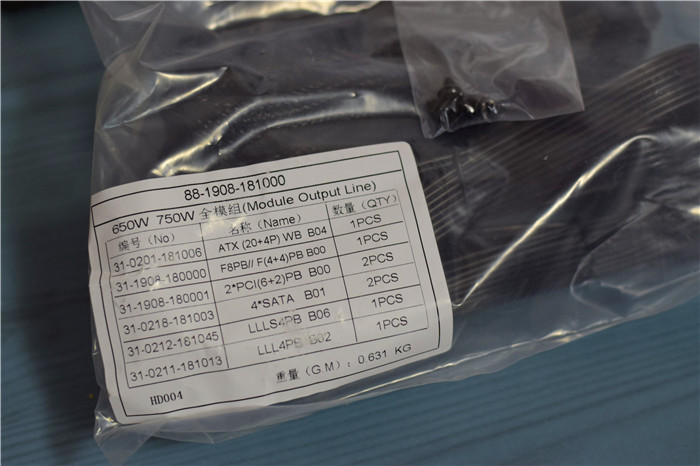 88-1908-181000
650W 750W 全模组(Module Output Line)
编号（No） 名称（Name） 数量（QTY）
31-0201-181006 ATX (20+4P) WB B04 1PCS
31-1908-180000 F8PB// F(4+4)PB B00 1PCS
31-1908-180001 2*PCI(6+2)PB B00 2PCS
31-0218-181003 4*SATA B01 2PCS
31-0212-181045 LLLS4PB B06 1PCS
31-0211-181013 LLL4PB B02 1PCS
HD004 重量（G.M）: 0.631 KG